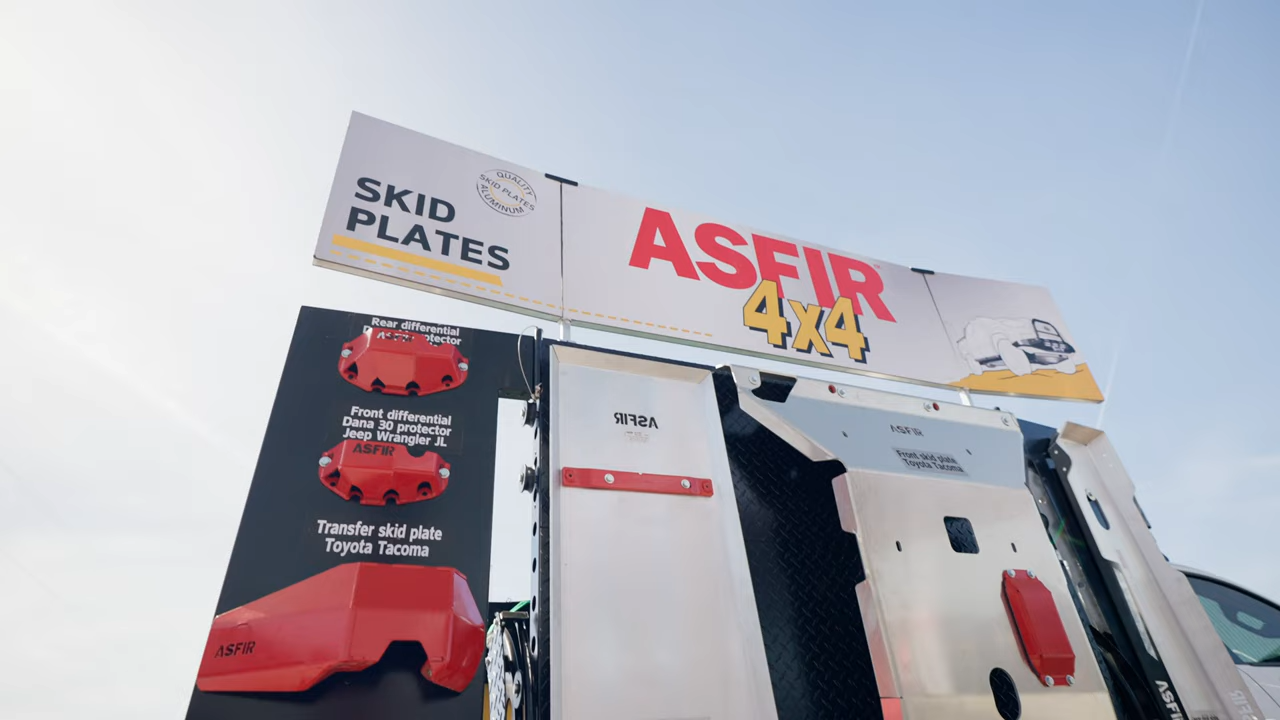 SKID
PLATES
QUALITY
SKID PLATES
ALUMINUM
ASFIR
4x4
Rear differential
ASFIR
Front differential
Dana 30 protector
Jeep Wrangler JL
ASFIR
Transfer skid plate
Toyota Tacoma
ASFIR
ASFIR
ASFIR
Front skid plate
Toyota Tacoma